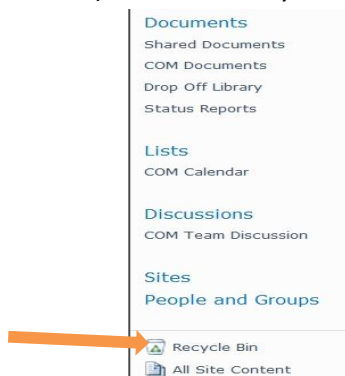 Documents
Shared Documents
COM Documents
Drop Off Library
Status Reports
Lists
COM Calendar
Discussions
COM Team Discussion
Sites
People and Groups
Recycle Bin
All Site Content